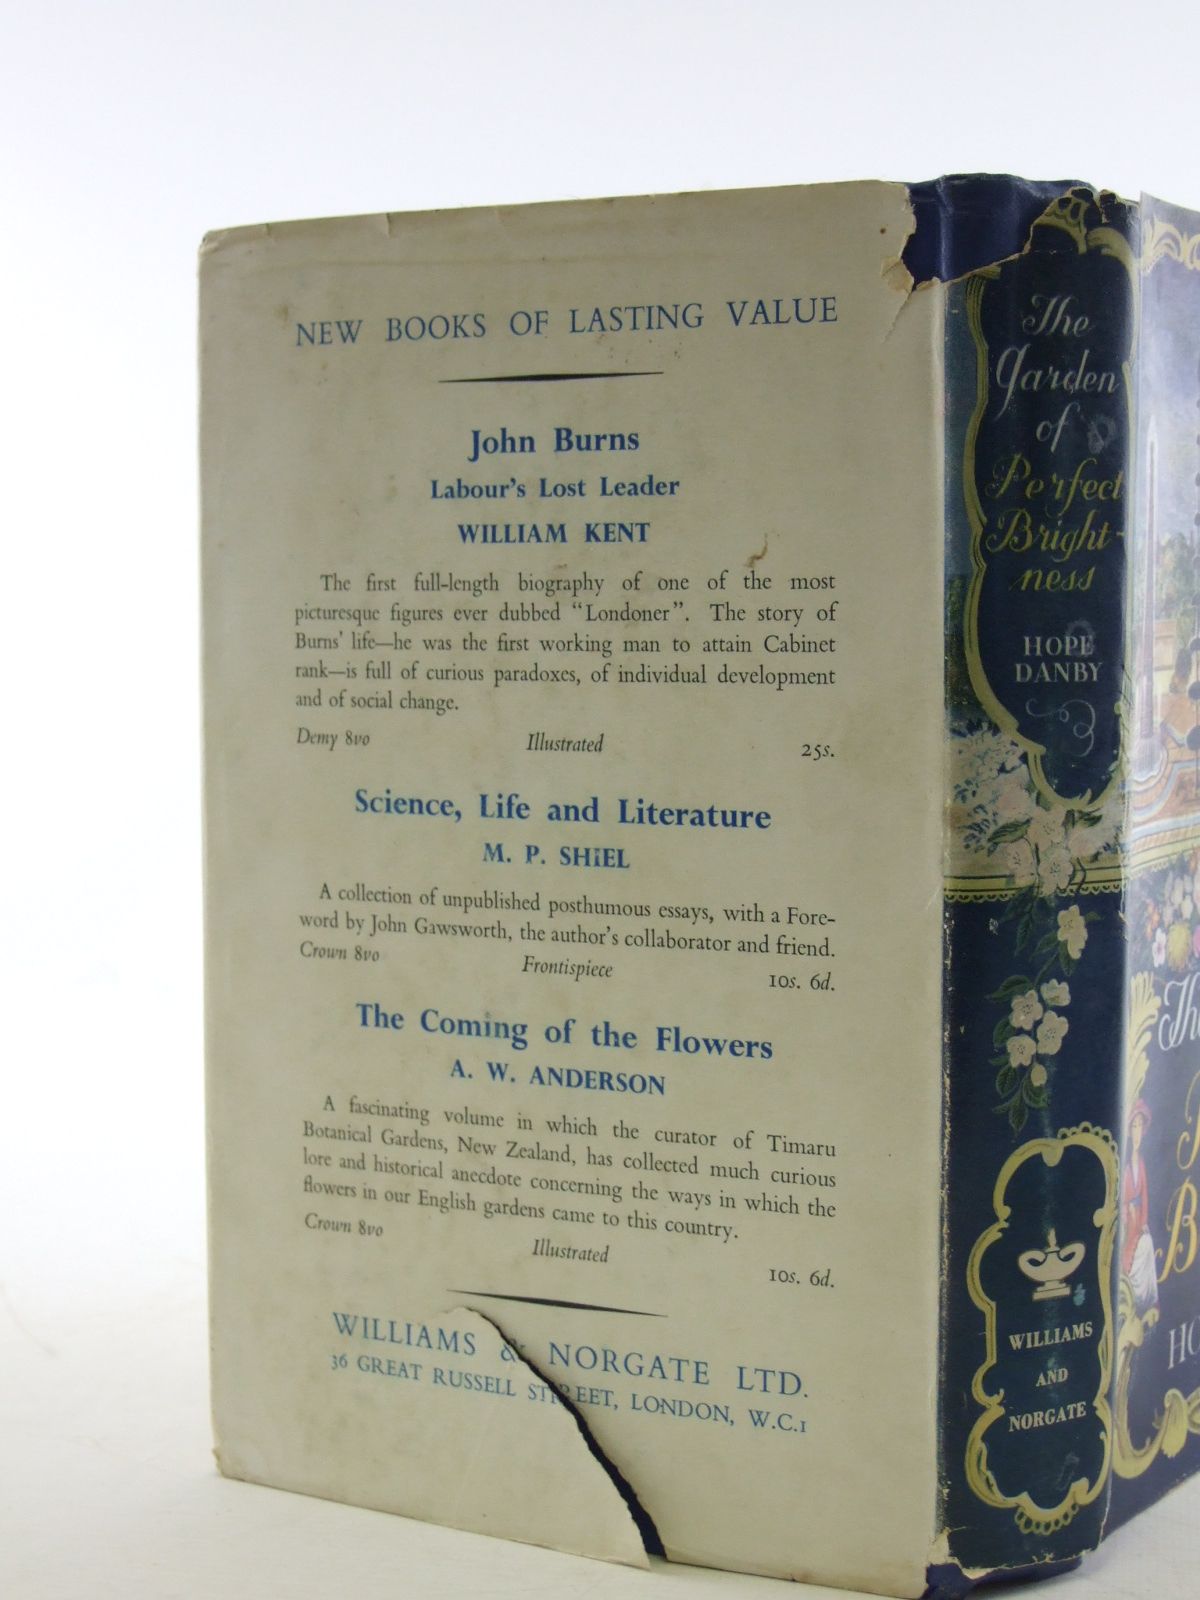 NEW BOOKS OF LASTING VALUE
John Burns
Labour's Lost Leader
WILLIAM KENT
The first full-length biography of one of the most
picturesque figures ever dubbed "Londoner". The story of
Burns' life—he was the first working man to attain Cabinet
rank—is full of curious paradoxes, of individual development
and of social change.
Demy 8vo Illustrated 25s.
Science, Life and Literature
M. P. SHIEL
A collection of unpublished posthumous essays, with a Fore-
word by John Gawsworth, the author's collaborator and friend.
Crown 8vo Frontispiece 10s. 6d.
The Coming of the Flowers
A. W. ANDERSON
A fascinating volume in which the curator of Timaru
Botanical Gardens, New Zealand, has collected much curious
lore and historical anecdote concerning the ways in which the
flowers in our English gardens came to this country.
Crown 8vo Illustrated 10s. 6d.
WILLIAMS & NORGATE LTD.
36 GREAT RUSSELL STREET, LONDON, W.C.1
The
Garden
of
Perfect
Bright-
ness
HOPE
DANBY
WILLIAMS
AND
NORGATE